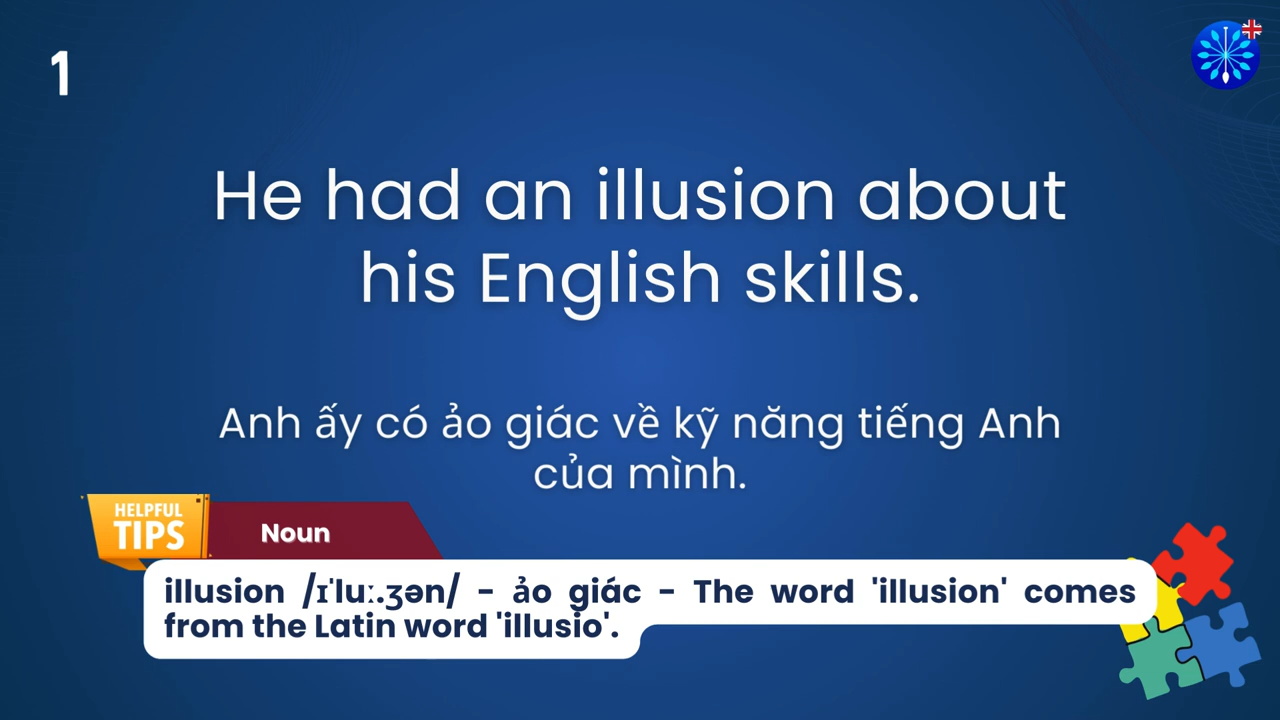 1
He had an illusion about
his English skills.
Anh ấy có ảo giác về kỹ năng tiếng Anh
của mình.
HELPFUL
TIPS
Noun
illusion /ɪˈluː.ʒən/ - ảo giác - The word 'illusion' comes
from the Latin word 'illusio'.